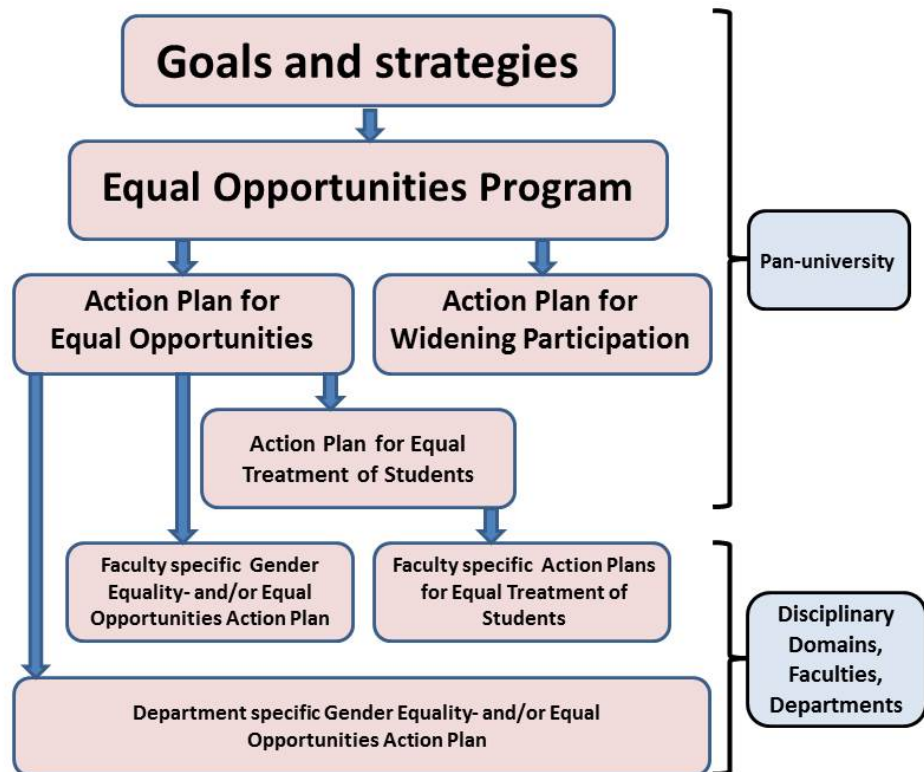 Goals and strategies
Equal Opportunities Program
Pan-university
Action Plan for
Equal Opportunities
Action Plan for
Widening Participation
Action Plan for Equal
Treatment of Students
Faculty specific Gender
Equality- and/or Equal
Opportunities Action Plan
Faculty specific Action Plans
for Equal Treatment of
Students
Disciplinary
Domains,
Faculties,
Departments
Department specific Gender Equality- and/or Equal
Opportunities Action Plan